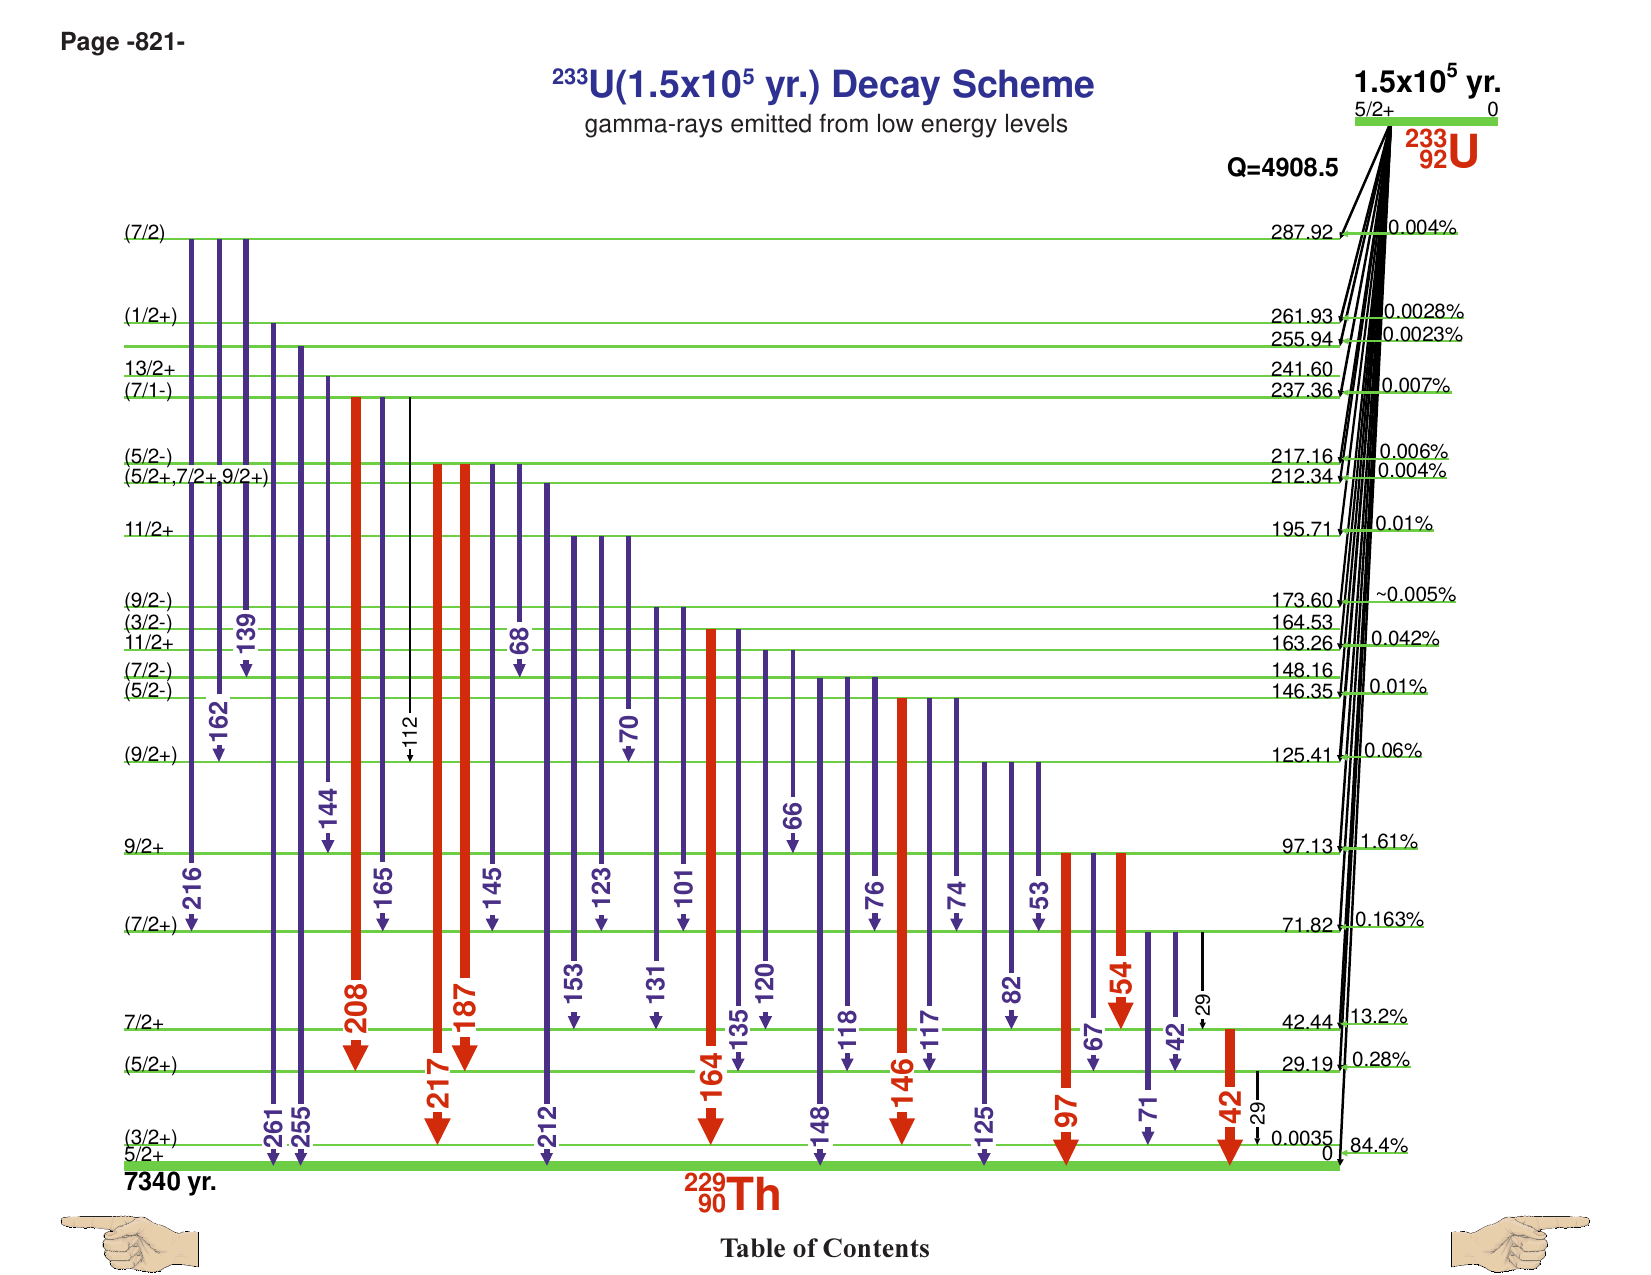 Page -821-
²³³U(1.5x10⁵ yr.) Decay Scheme
gamma-rays emitted from low energy levels
1.5x10⁵ yr.
5/2+ 0
²³³₉₂U
Q=4908.5
(7/2) 287.92 0.004%
(1/2+) 261.93 0.0028%
255.94 0.0023%
13/2+ 241.60
(7/1-) 237.36 0.007%
(5/2-) 217.16 0.006%
(5/2+,7/2+,9/2+) 212.34 0.004%
11/2+ 195.71 0.01%
(9/2-) 173.60 ~0.005%
(3/2-) 164.53
11/2+ 163.26 0.042%
(7/2-) 148.16
(5/2-) 146.35 0.01%
(9/2+) 125.41 0.06%
9/2+ 97.13 1.61%
(7/2+) 71.82 0.163%
7/2+ 42.44 13.2%
(5/2+) 29.19 0.28%
(3/2+) 0.0035
5/2+ 0 84.4%
216
162
139
261
255
144
208
165
112
217
187
145
68
212
153
123
70
131
101
164
135
120
66
148
118
76
146
117
74
125
82
53
97
67
54
71
42
29
42
29
7340 yr.
²²⁹₉₀Th
Table of Contents